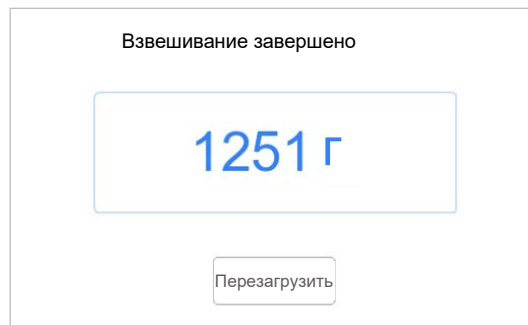 Взвешивание завершено
1251 г
Перезагрузить